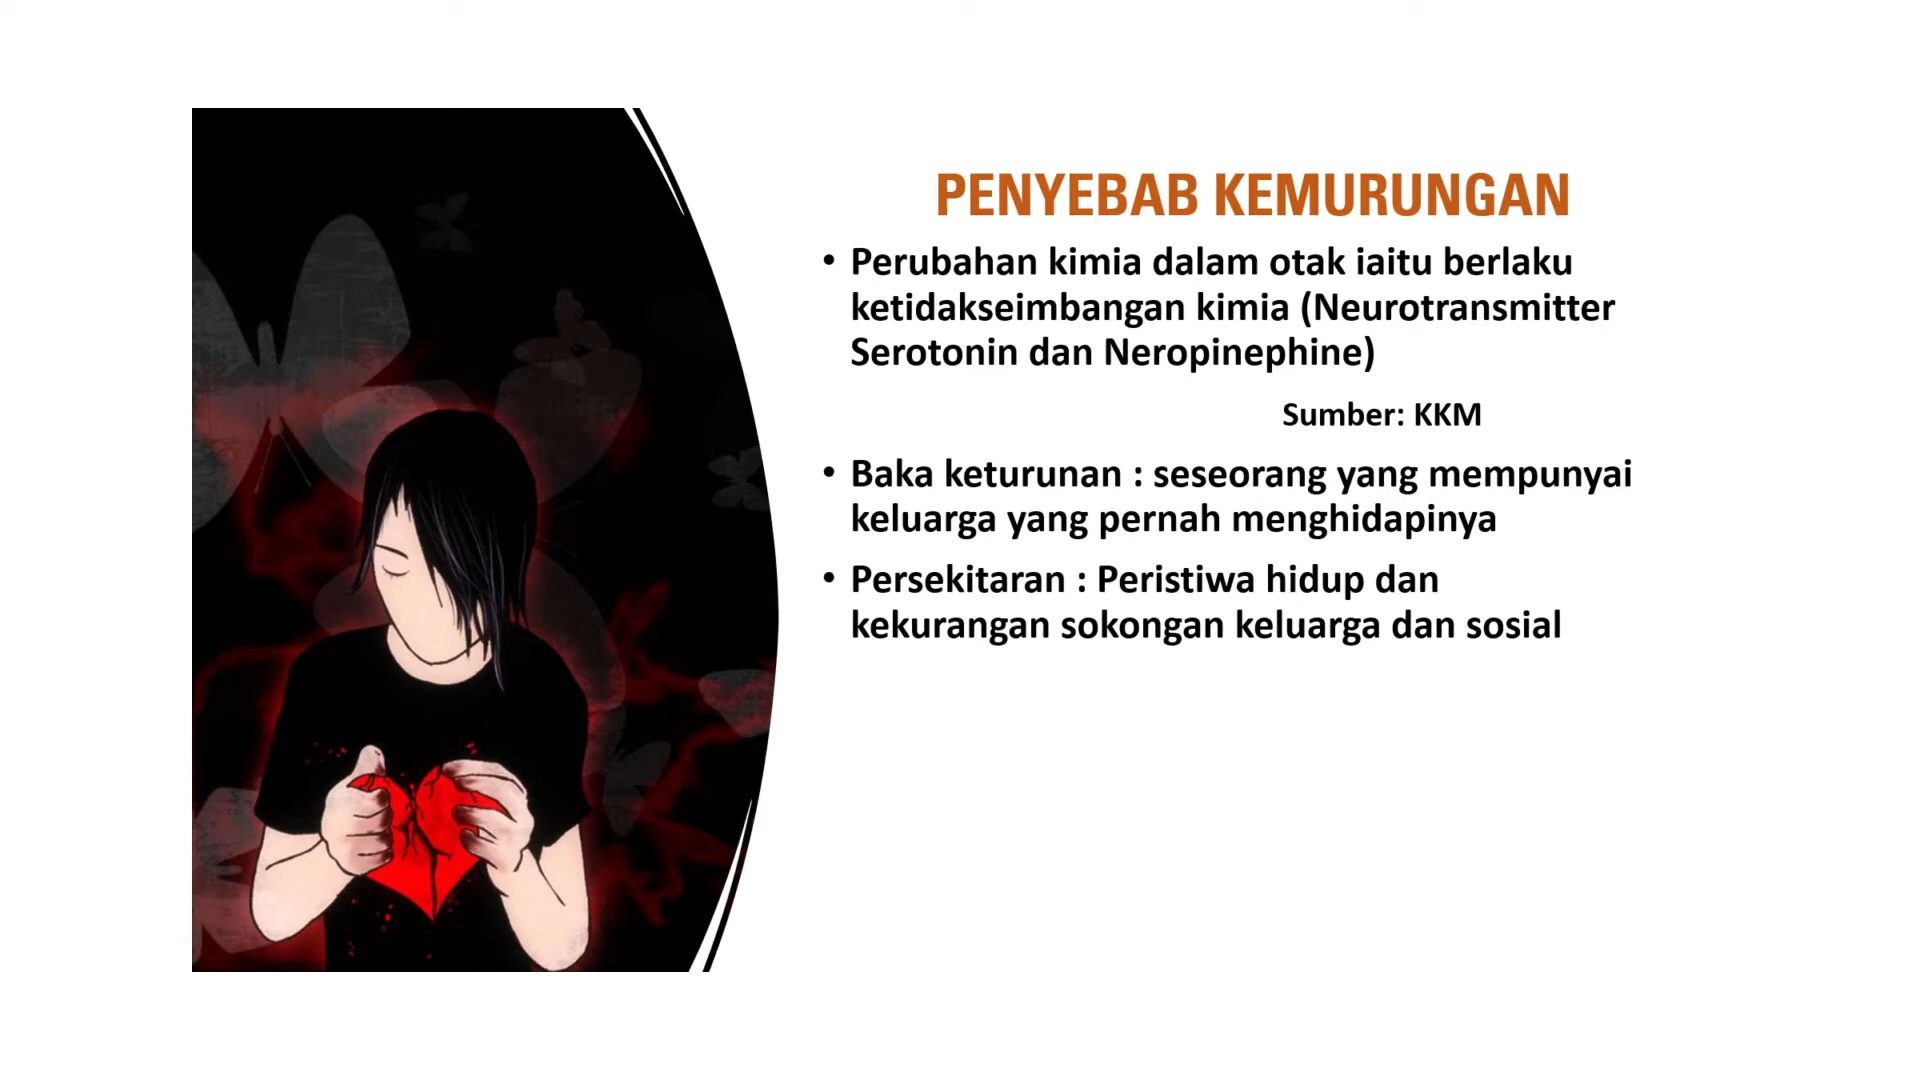 PENYEBAB KEMURUNGAN
• Perubahan kimia dalam otak iaitu berlaku
ketidakseimbangan kimia (Neurotransmitter
Serotonin dan Neropinephine)
Sumber: KKM
• Baka keturunan : seseorang yang mempunyai
keluarga yang pernah menghidapinya
• Persekitaran : Peristiwa hidup dan
kekurangan sokongan keluarga dan sosial